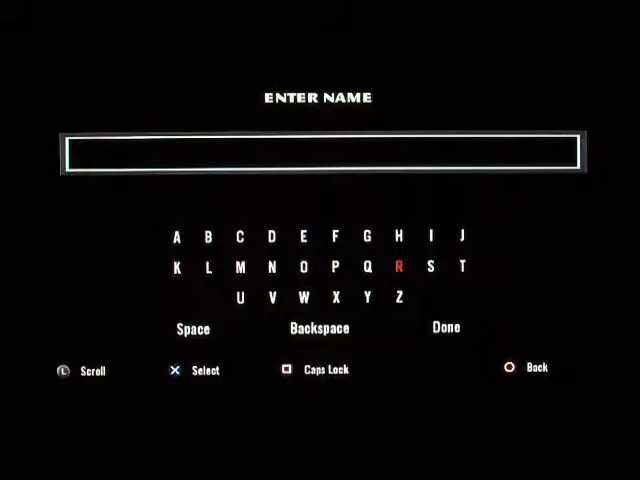 ENTER NAME
A B C D E F G H I J
K L M N O P Q R S T
U V W X Y Z
Space Backspace Done
L Scroll X Select Caps Lock Back